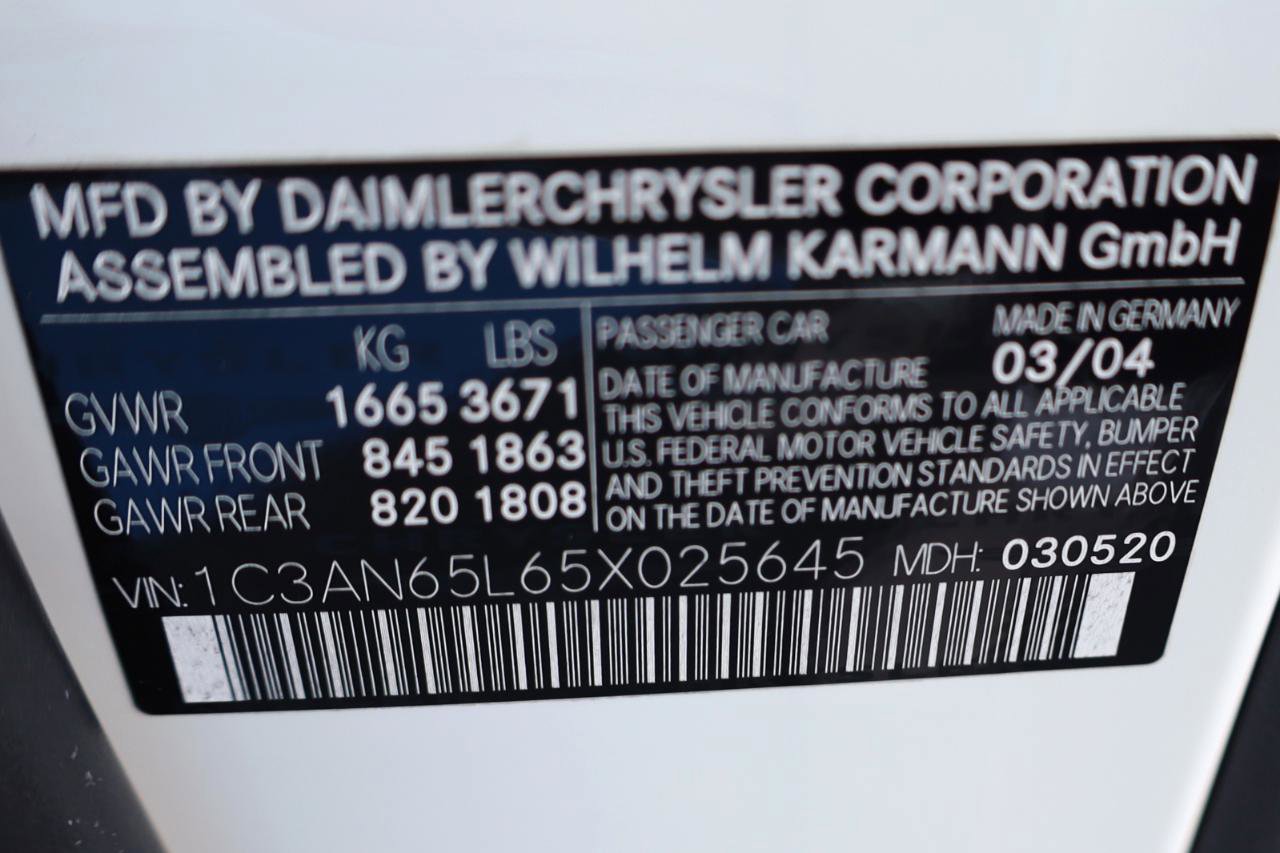 MFD BY DAIMLERCHRYSLER CORPORATION
ASSEMBLED BY WILHELM KARMANN GmbH
KG LBS
GVWR 1665 3671
GAWR FRONT 845 1863
GAWR REAR 820 1808
PASSENGER CAR MADE IN GERMANY
DATE OF MANUFACTURE 03/04
THIS VEHICLE CONFORMS TO ALL APPLICABLE
U.S. FEDERAL MOTOR VEHICLE SAFETY, BUMPER
AND THEFT PREVENTION STANDARDS IN EFFECT
ON THE DATE OF MANUFACTURE SHOWN ABOVE
VIN: 1C3AN65L65X025645 MDH: 030520